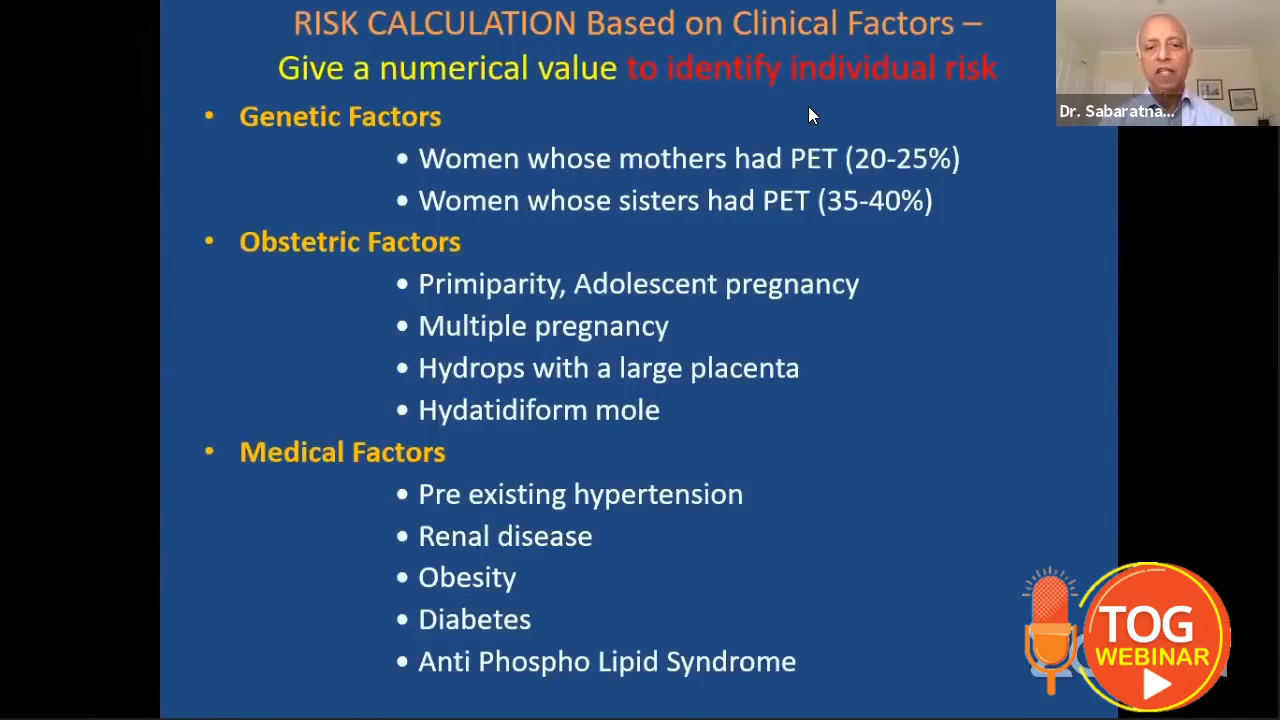 RISK CALCULATION Based on Clinical Factors –
Give a numerical value to identify individual risk
• Genetic Factors
• Women whose mothers had PET (20-25%)
• Women whose sisters had PET (35-40%)
• Obstetric Factors
• Primiparity, Adolescent pregnancy
• Multiple pregnancy
• Hydrops with a large placenta
• Hydatidiform mole
• Medical Factors
• Pre existing hypertension
• Renal disease
• Obesity
• Diabetes
• Anti Phospho Lipid Syndrome
Dr. Sabaratna...
TOG
WEBINAR